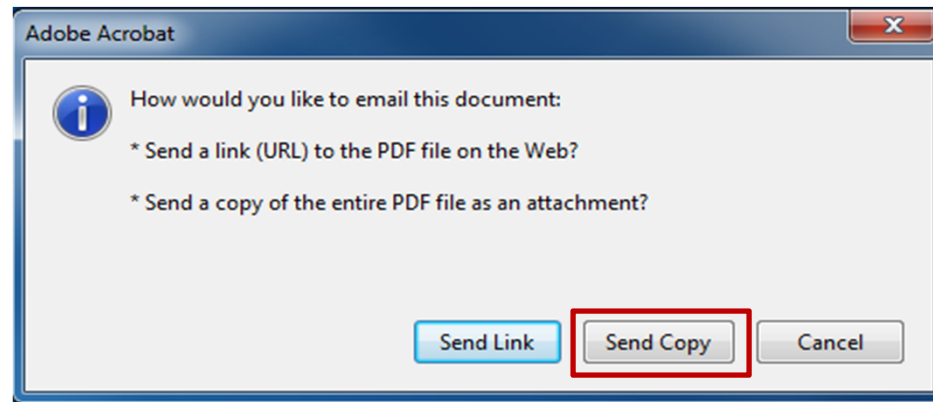 Adobe Acrobat
How would you like to email this document:
* Send a link (URL) to the PDF file on the Web?
* Send a copy of the entire PDF file as an attachment?
Send Link Send Copy Cancel